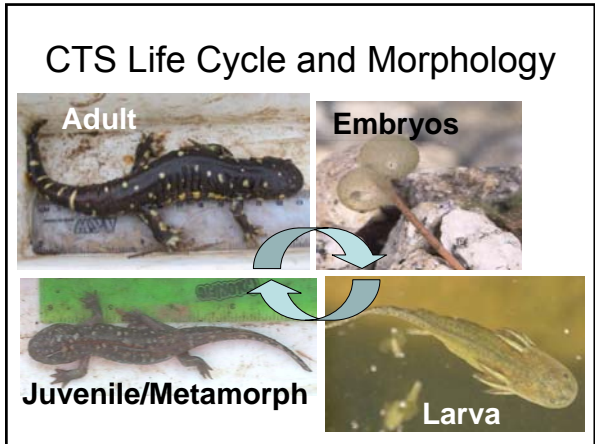 CTS Life Cycle and Morphology
Adult
Embryos
Juvenile/Metamorph
Larva